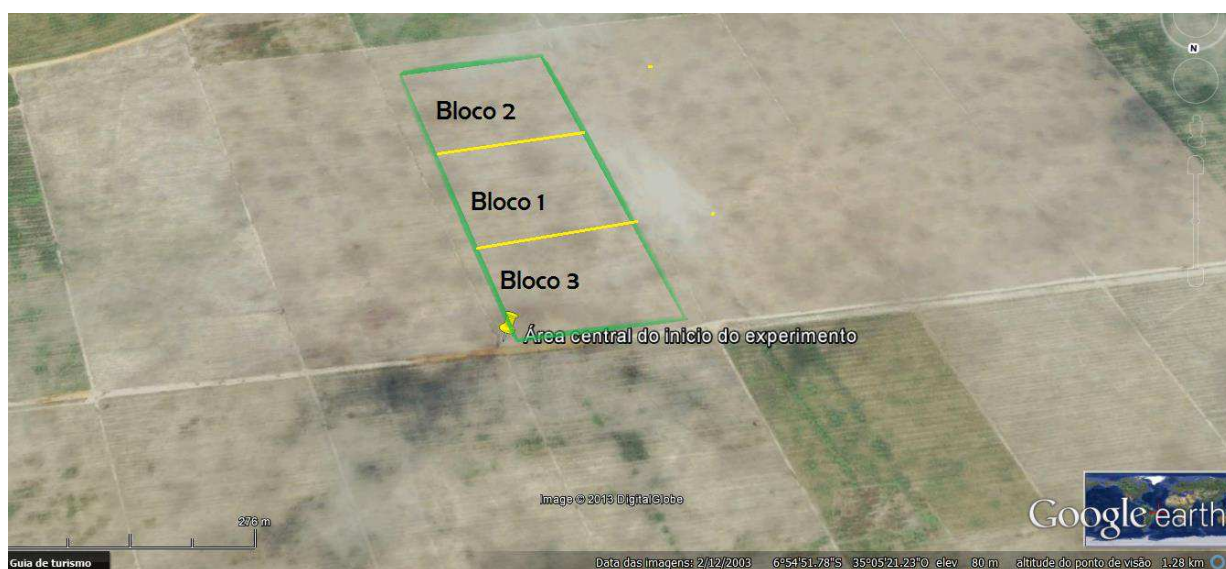 N
Bloco 2
Bloco 1
Bloco 3
Área central do inicio do experimento
276 m
Image © 2013 DigitalGlobe
Google earth
Guia de turismo
Data das imagens: 2/12/2003 6°54'51.78"S 35°05'21.23"O elev 80 m altitude do ponto de visão 1.28 km